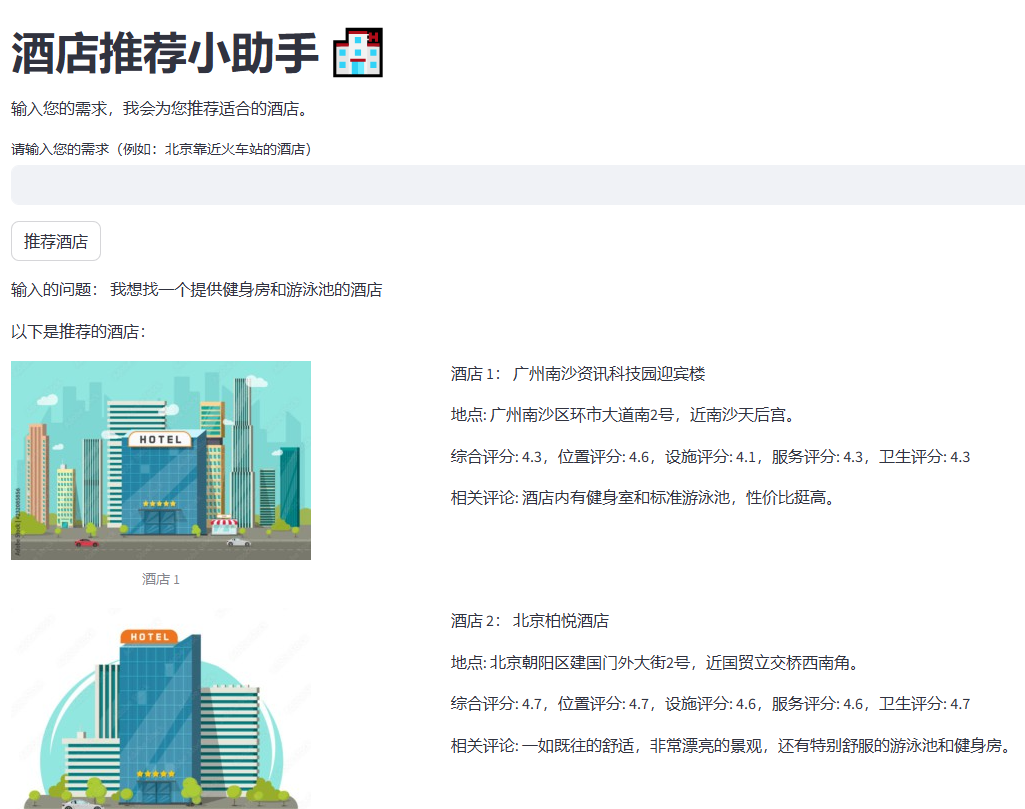 酒店推荐小助手
输入您的需求，我会为您推荐适合的酒店。
请输入您的需求（例如：北京靠近火车站的酒店）
推荐酒店
输入的问题： 我想找一个提供健身房和游泳池的酒店
以下是推荐的酒店：
HOTEL
酒店 1
酒店 1： 广州南沙资讯科技园迎宾楼
地点: 广州南沙区环市大道南2号，近南沙天后宫。
综合评分: 4.3，位置评分: 4.6，设施评分: 4.1，服务评分: 4.3，卫生评分: 4.3
相关评论: 酒店内有健身室和标准游泳池，性价比挺高。
HOTEL
酒店 2： 北京柏悦酒店
地点: 北京朝阳区建国门外大街2号，近国贸立交桥西南角。
综合评分: 4.7，位置评分: 4.7，设施评分: 4.6，服务评分: 4.6，卫生评分: 4.7
相关评论: 一如既往的舒适，非常漂亮的景观，还有特别舒服的游泳池和健身房。